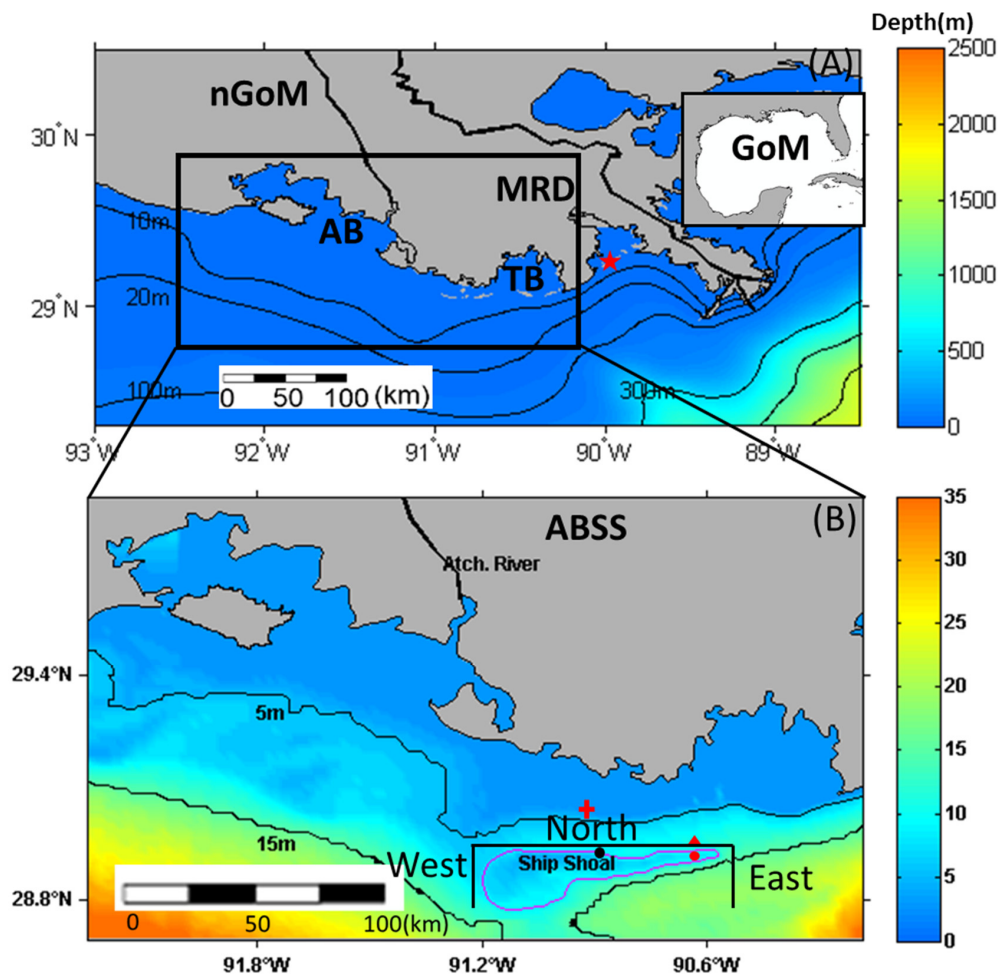 Depth(m)
(A)
nGoM
GoM
MRD
AB
TB
10m
20m
100m
300m
30°N
29°N
0 50 100 (km)
93°W 92°W 91°W 90°W 89°W
2500
2000
1500
1000
500
0
(B)
ABSS
Atch. River
29.4°N
5m
15m
North
West
Ship Shoal
East
28.8°N
0 50 100(km)
91.8°W 91.2°W 90.6°W
35
30
25
20
15
10
5
0